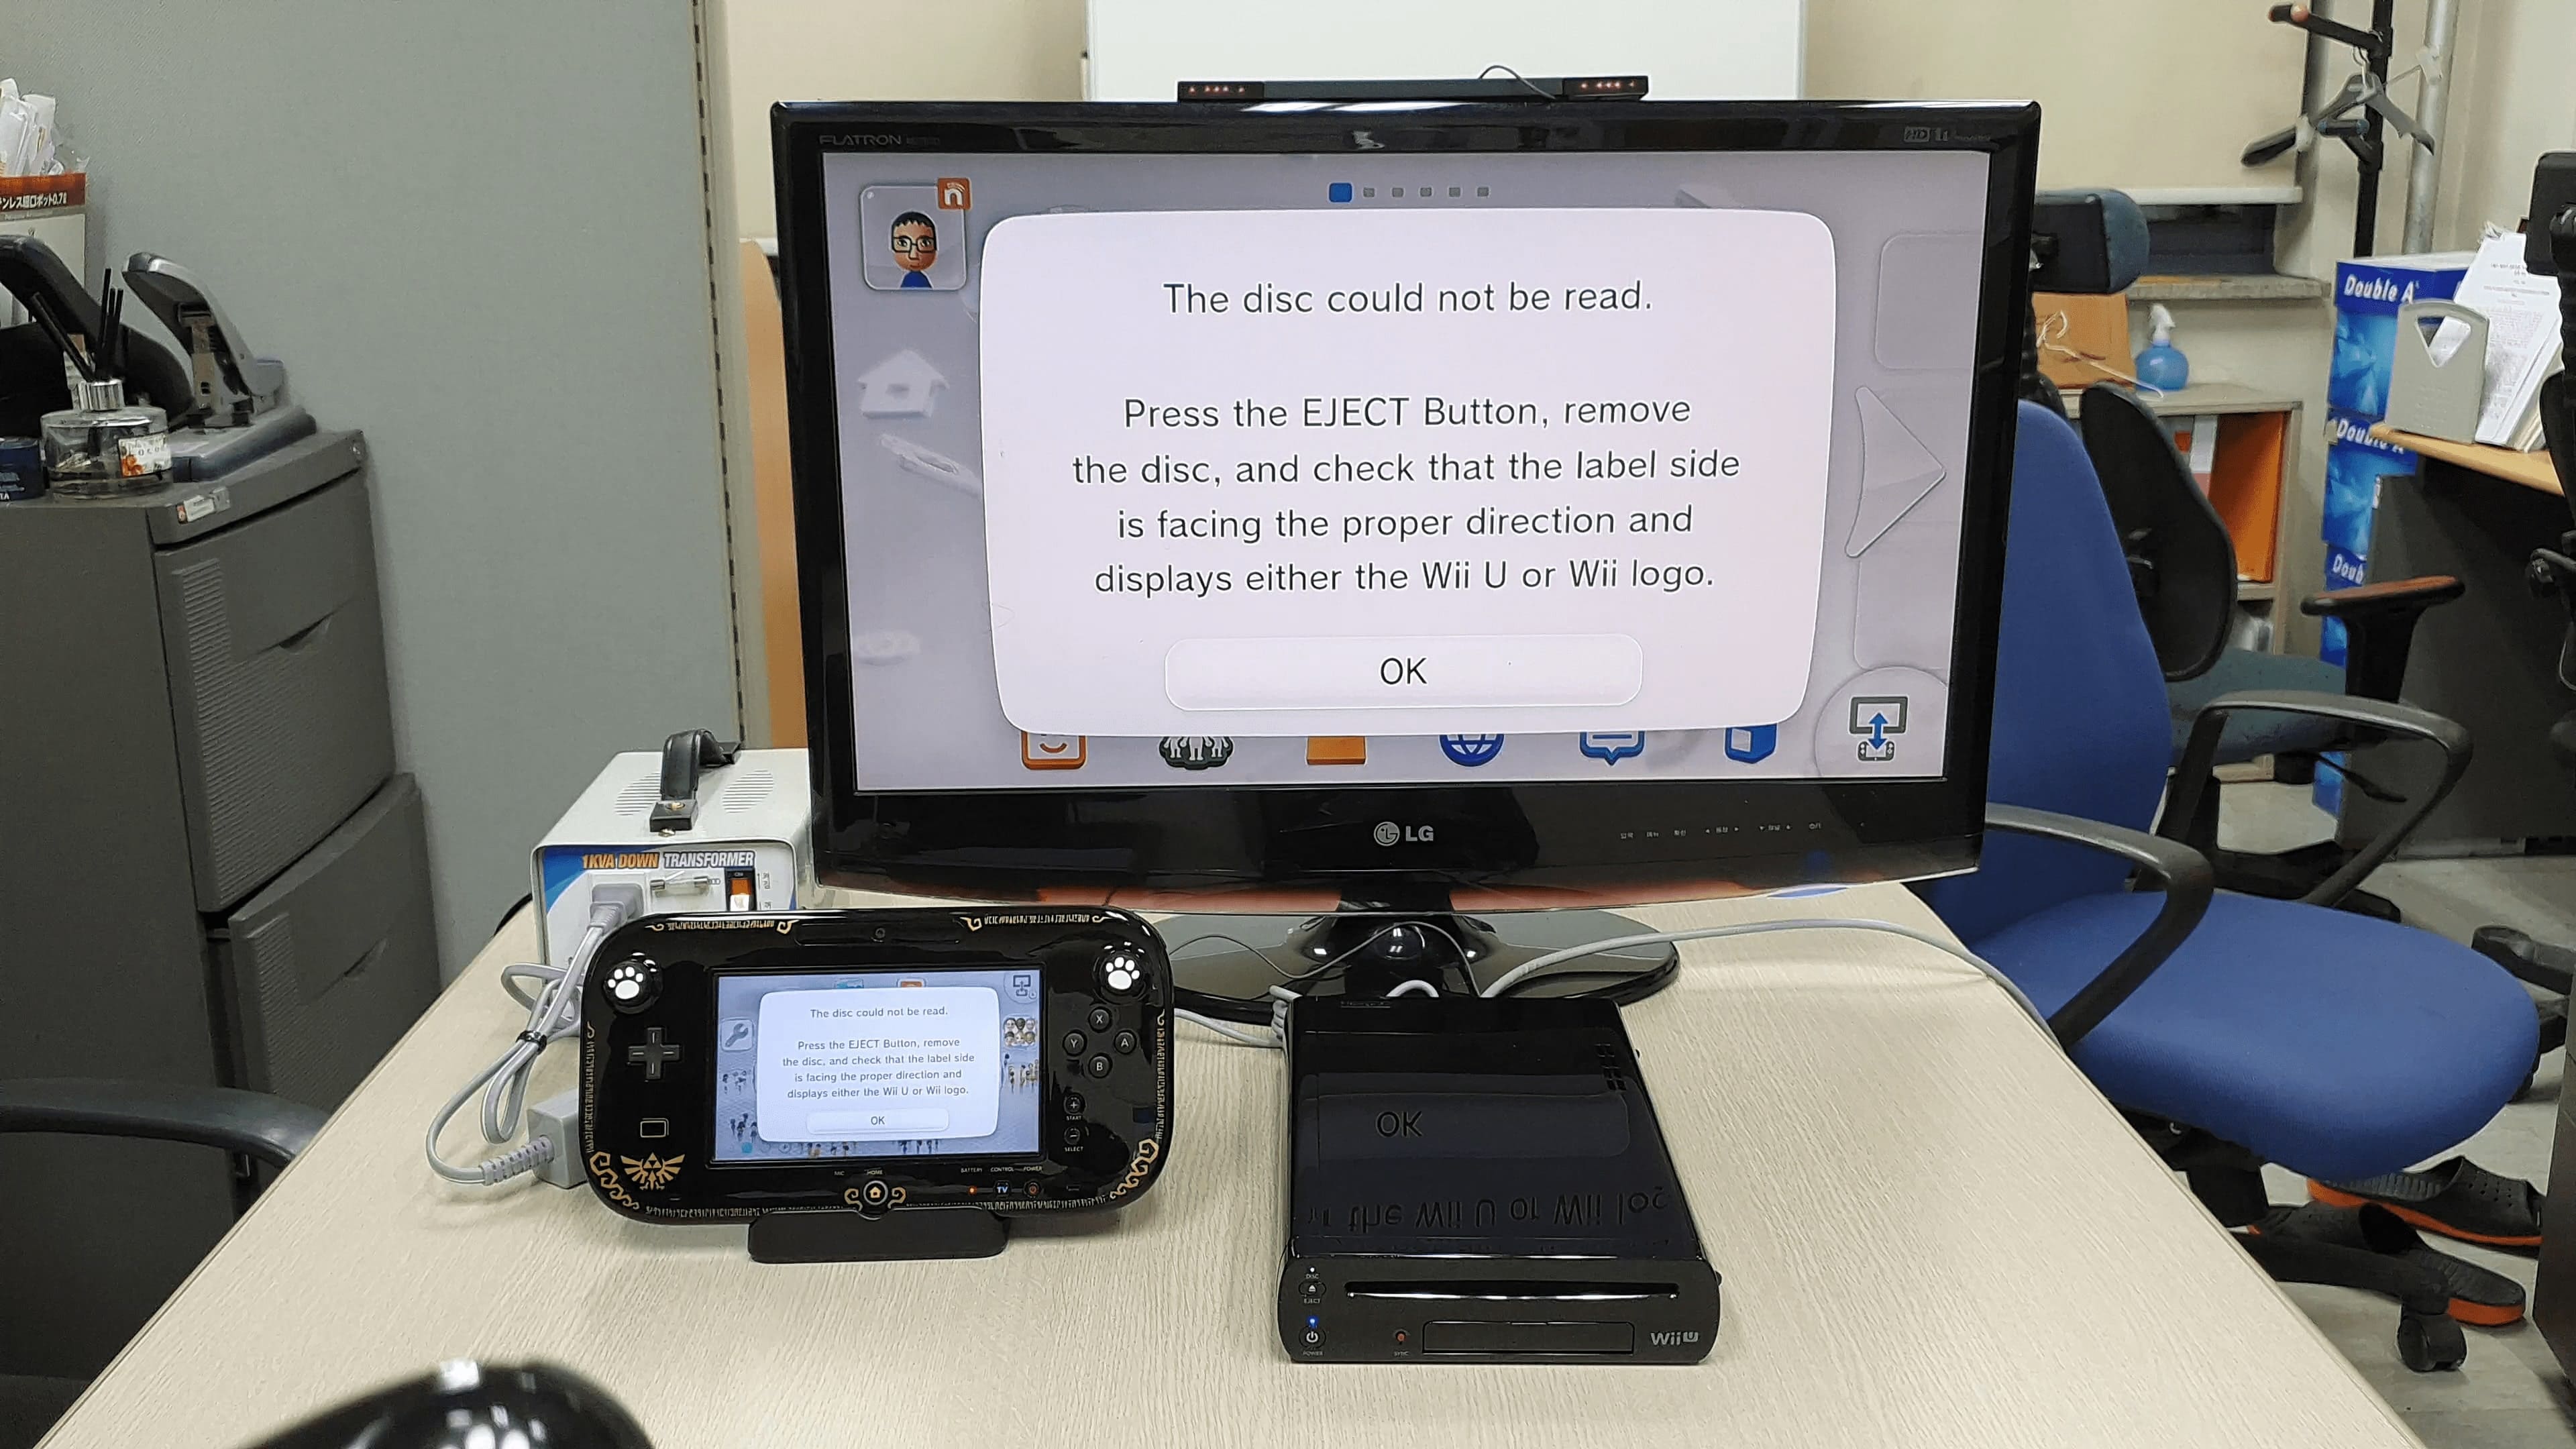 FLATRON
HD
n
The disc could not be read.
Press the EJECT Button, remove
the disc, and check that the label side
is facing the proper direction and
displays either the Wii U or Wii logo.
OK
LG
Double A
Double A
Doub
1KVA DOWN TRANSFORMER
The disc could not be read.
Press the EJECT Button, remove
the disc, and check that the label side
is facing the proper direction and
displays either the Wii U or Wii logo.
OK
X
Y
A
B
START
SELECT
MIC
HOME
BATTERY
CONTROL
POWER
TV
OK
the Wii U or Wii
DISC
EJECT
POWER
SYNC
Wii U